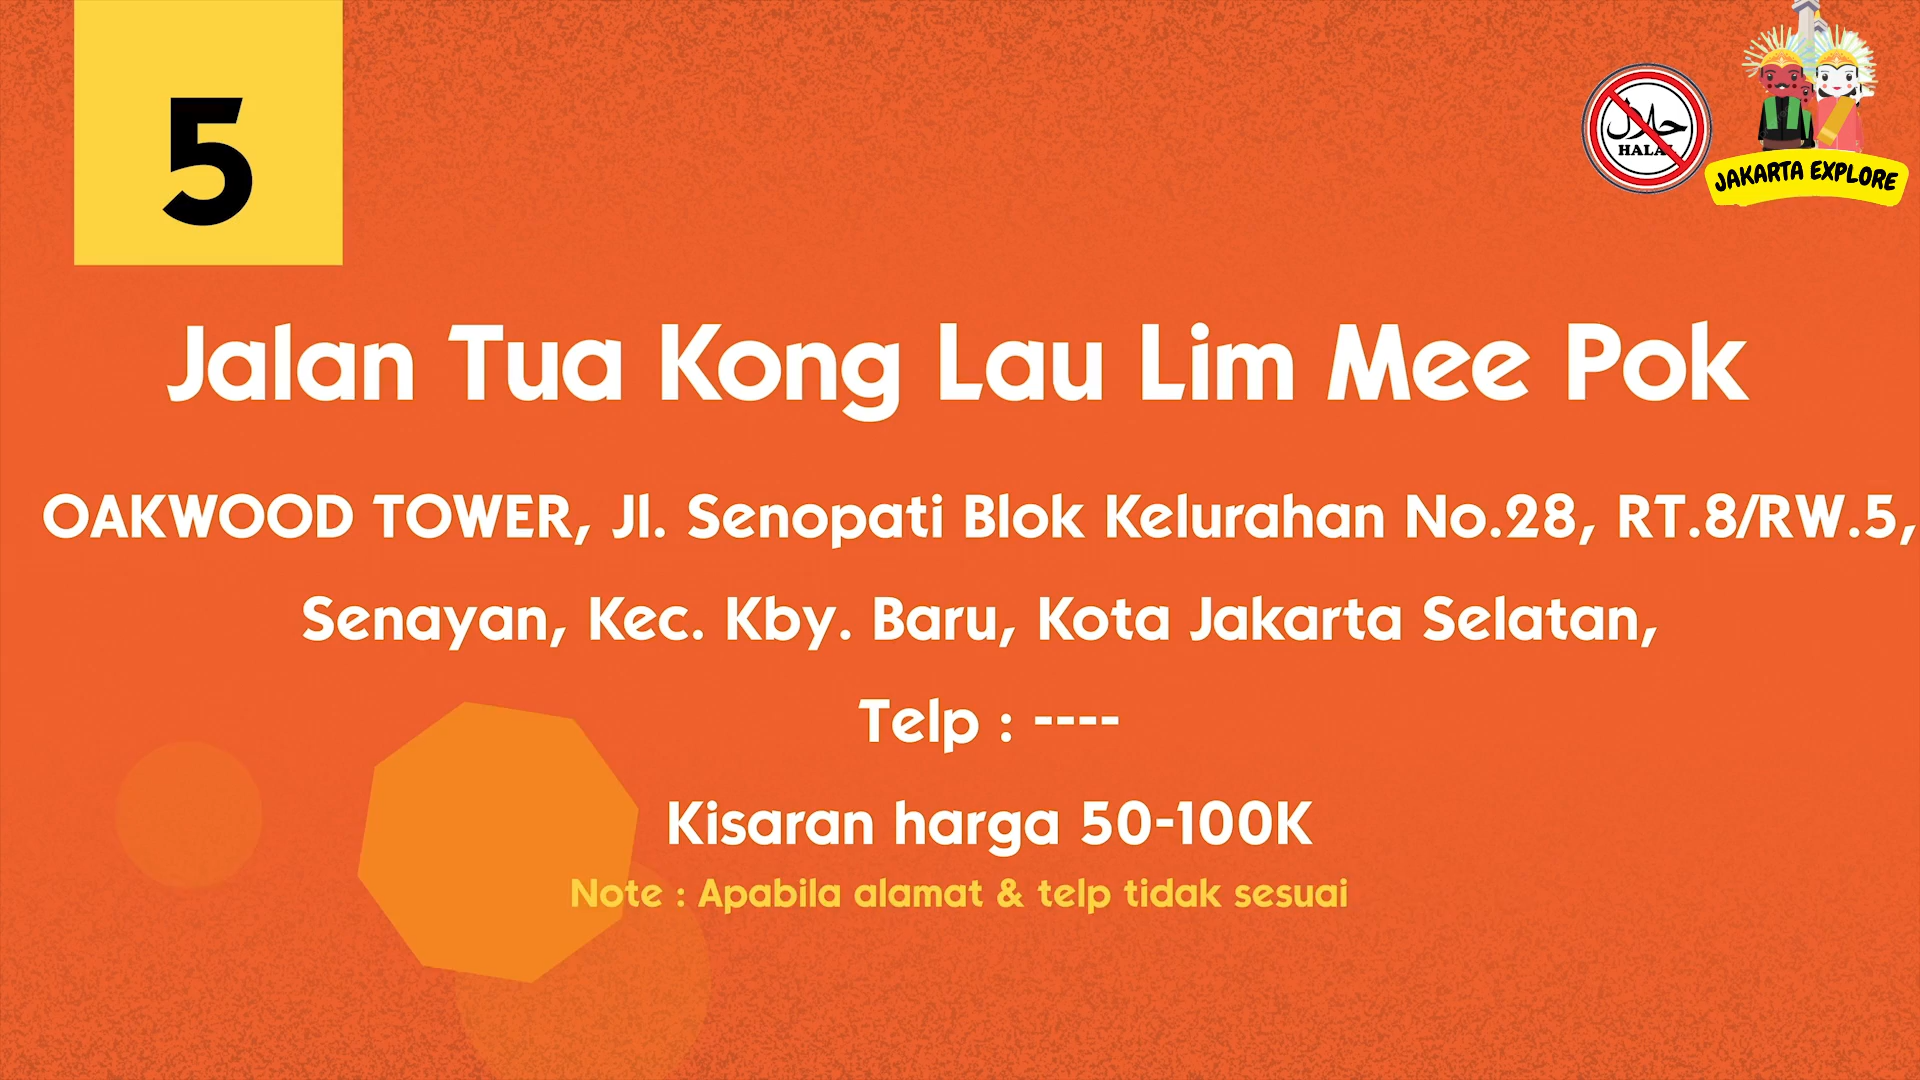 5
حلال
HALAL
JAKARTA EXPLORE
Jalan Tua Kong Lau Lim Mee Pok
OAKWOOD TOWER, Jl. Senopati Blok Kelurahan No.28, RT.8/RW.5,
Senayan, Kec. Kby. Baru, Kota Jakarta Selatan,
Telp : ----
Kisaran harga 50-100K
Note : Apabila alamat & telp tidak sesuai